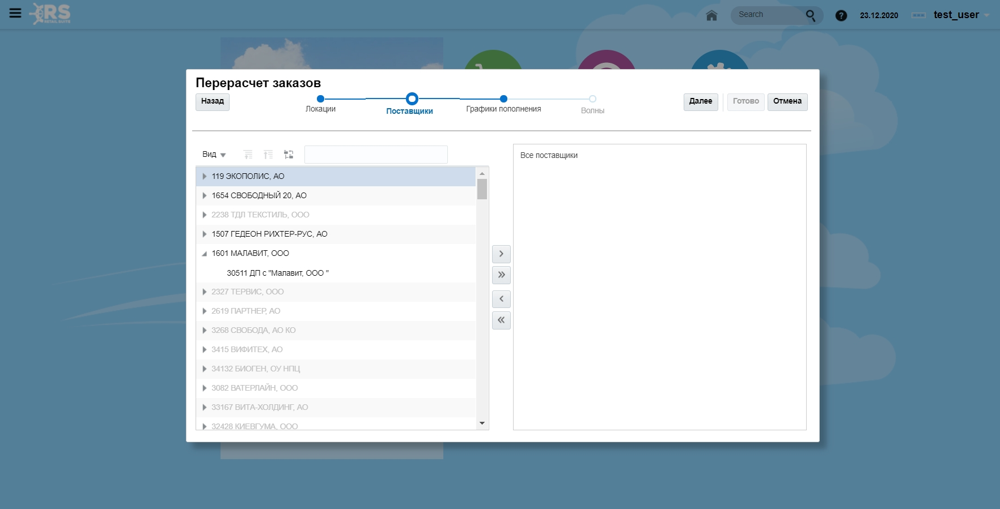 RS
RETAIL SUITE
Search
23.12.2020
test_user
Перерасчет заказов
Назад
Локации
Поставщики
Графики пополнения
Волны
Далее
Готово
Отмена
Вид
119 ЭКОПОЛИС, АО
1654 СВОБОДНЫЙ 20, АО
2238 ТДЛ ТЕКСТИЛЬ, ООО
1507 ГЕДЕОН РИХТЕР-РУС, АО
1601 МАЛАВИТ, ООО
30511 ДП с "Малавит, ООО "
2327 ТЕРВИС, ООО
2619 ПАРТНЕР, АО
3268 СВОБОДА, АО КО
3415 ВИФИТЕХ, АО
34132 БИОГЕН, ОУ НПЦ
3082 ВАТЕРЛАЙН, ООО
33167 ВИТА-ХОЛДИНГ, АО
32428 КИЕВГУМА, ООО
Все поставщики